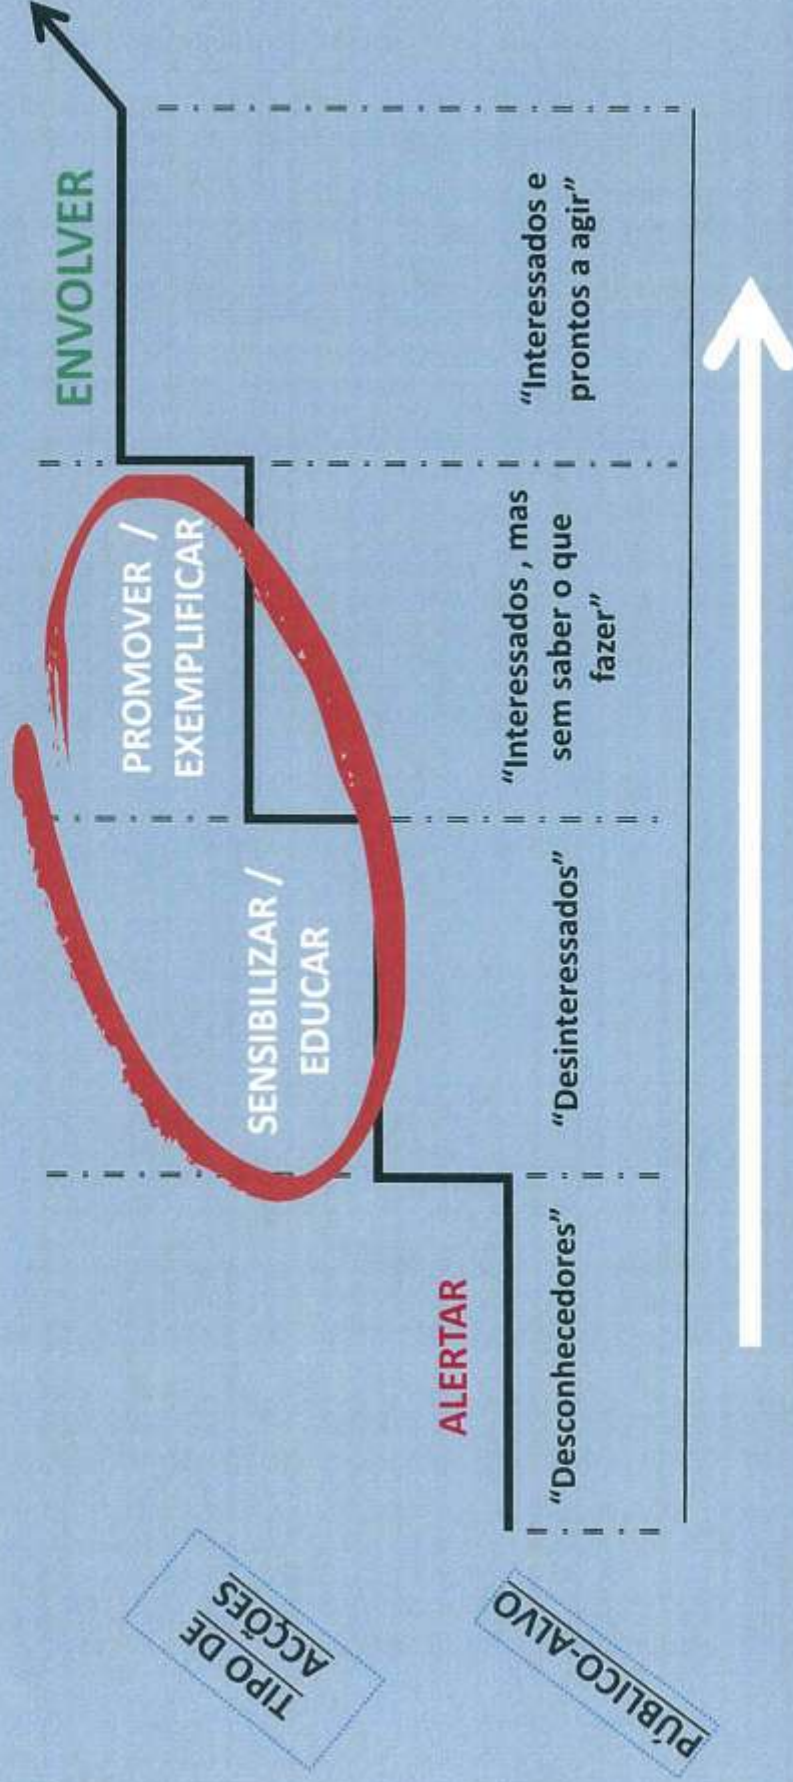 ENVOLVER
PROMOVER /
EXEMPLIFICAR
SENSIBILIZAR /
EDUCAR
ALERTAR
TIPO DE
ACÇÕES
PÚBLICO-ALVO
“Desconhecedores”
“Desinteressados”
“Interessados , mas
sem saber o que
fazer”
“Interessados e
prontos a agir”